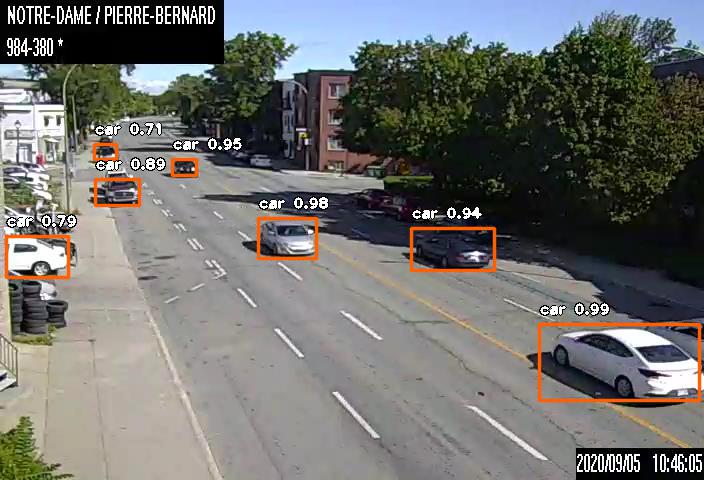 NOTRE-DAME / PIERRE-BERNARD
984-380 *
car 0.71
car 0.95
car 0.89
car 0.98
car 0.94
car 0.79
car 0.99
2020/09/05 10:46:05